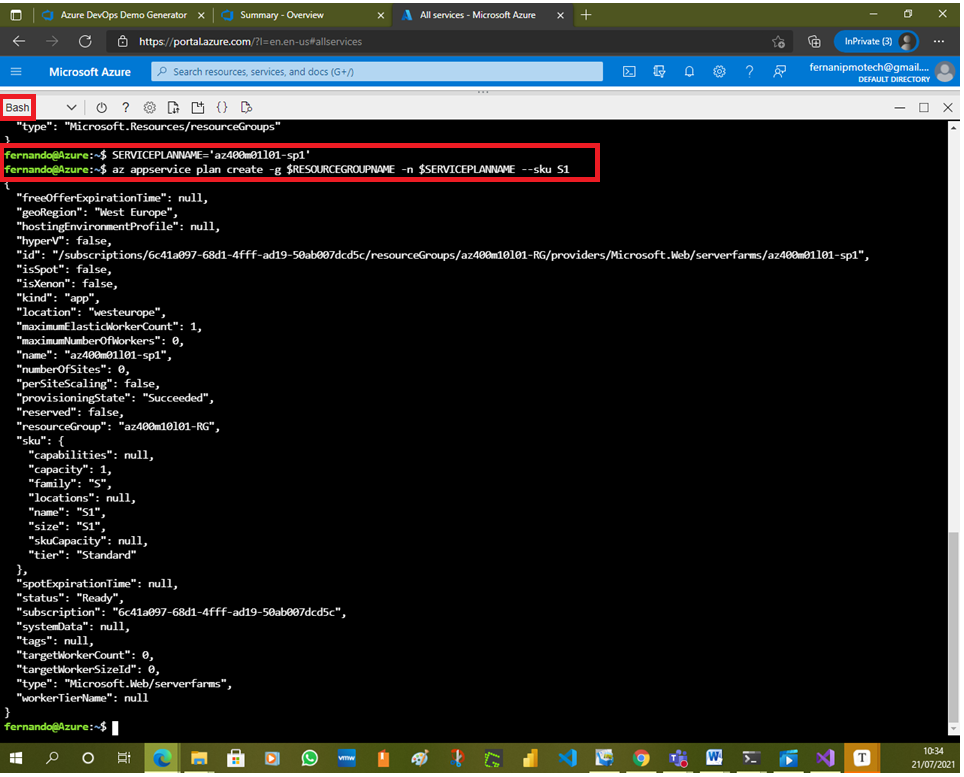 Azure DevOps Demo Generator
Summary - Overview
All services - Microsoft Azure
https://portal.azure.com/?l=en.en-us#allservices
InPrivate (3)
Microsoft Azure
Search resources, services, and docs (G+/)
fernanipmotech@gmail....
DEFAULT DIRECTORY
Bash
"type": "Microsoft.Resources/resourceGroups"
}
fernando@Azure:~$ SERVICEPLANNAME='az400m01l01-sp1'
fernando@Azure:~$ az appservice plan create -g $RESOURCEGROUPNAME -n $SERVICEPLANNAME --sku S1
{
"freeOfferExpirationTime": null,
"geoRegion": "West Europe",
"hostingEnvironmentProfile": null,
"hyperV": false,
"id": "/subscriptions/6c41a097-68d1-4fff-ad19-50ab007dcd5c/resourceGroups/az400m10l01-RG/providers/Microsoft.Web/serverfarms/az400m01l01-sp1",
"isSpot": false,
"isXenon": false,
"kind": "app",
"location": "westeurope",
"maximumElasticWorkerCount": 1,
"maximumNumberOfWorkers": 0,
"name": "az400m01l01-sp1",
"numberOfSites": 0,
"perSiteScaling": false,
"provisioningState": "Succeeded",
"reserved": false,
"resourceGroup": "az400m10l01-RG",
"sku": {
"capabilities": null,
"capacity": 1,
"family": "S",
"locations": null,
"name": "S1",
"size": "S1",
"skuCapacity": null,
"tier": "Standard"
},
"spotExpirationTime": null,
"status": "Ready",
"subscription": "6c41a097-68d1-4fff-ad19-50ab007dcd5c",
"systemData": null,
"tags": null,
"targetWorkerCount": 0,
"targetWorkerSizeId": 0,
"type": "Microsoft.Web/serverfarms",
"workerTierName": null
}
fernando@Azure:~$
vmw
T
10:34
21/07/2021